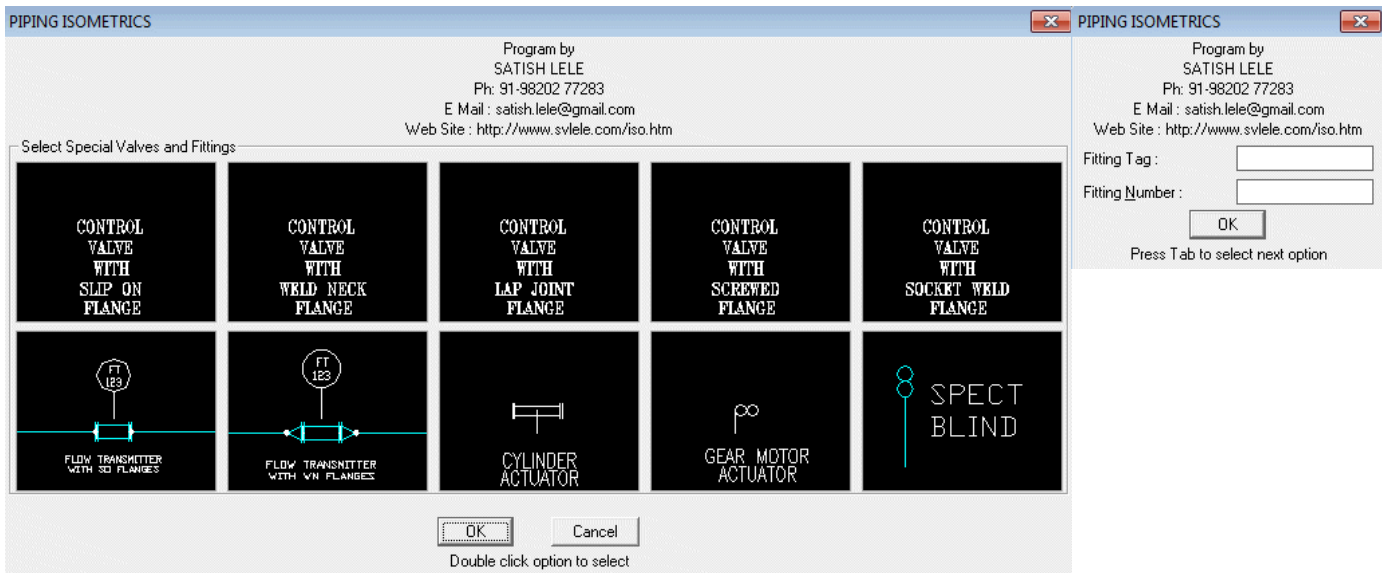 PIPING ISOMETRICS
Program by
SATISH LELE
Ph: 91-98202 77283
E Mail : satish.lele@gmail.com
Web Site : http://www.svlele.com/iso.htm
Select Special Valves and Fittings
CONTROL
VALVE
WITH
SLIP ON
FLANGE
CONTROL
VALVE
WITH
WELD NECK
FLANGE
CONTROL
VALVE
WITH
LAP JOINT
FLANGE
CONTROL
VALVE
WITH
SCREWED
FLANGE
CONTROL
VALVE
WITH
SOCKET WELD
FLANGE
FT
123
FLOW TRANSMITTER
WITH SO FLANGES
FT
123
FLOW TRANSMITTER
WITH WN FLANGES
CYLINDER
ACTUATOR
GEAR MOTOR
ACTUATOR
SPECT
BLIND
OK
Cancel
Double click option to select
PIPING ISOMETRICS
Program by
SATISH LELE
Ph: 91-98202 77283
E Mail : satish.lele@gmail.com
Web Site : http://www.svlele.com/iso.htm
Fitting Tag :
Fitting Number :
OK
Press Tab to select next option